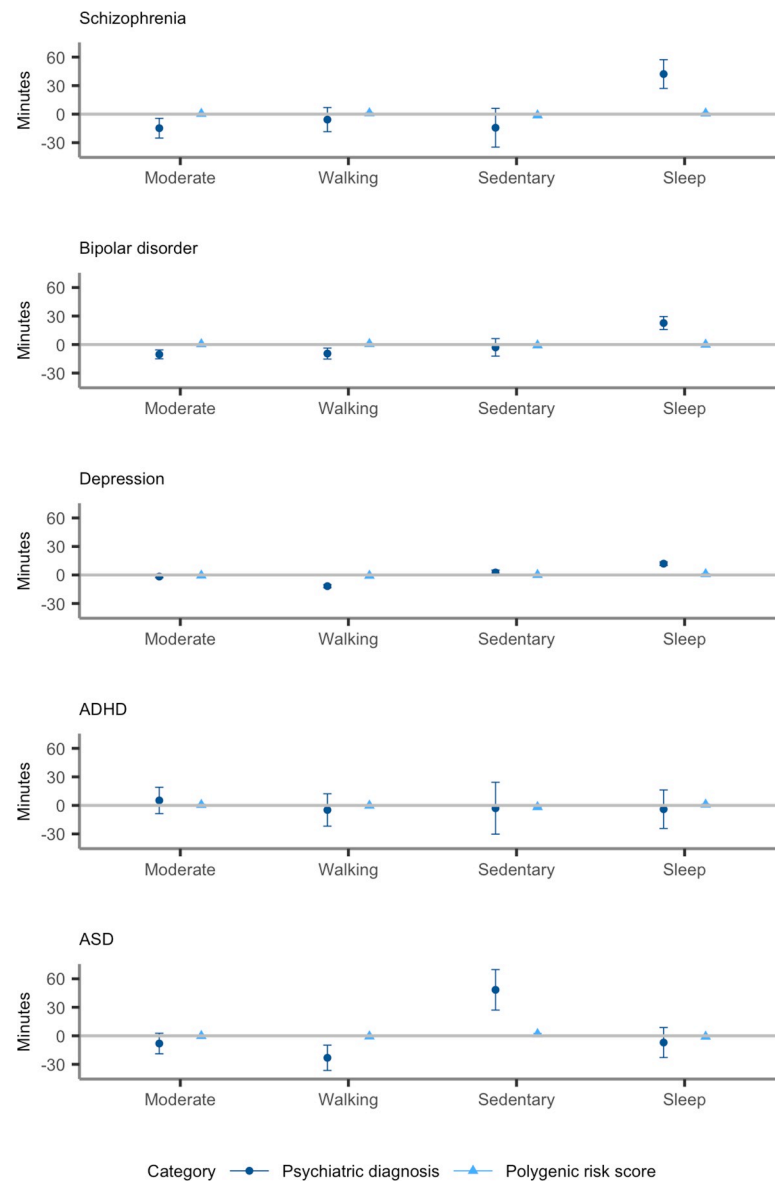 Schizophrenia
Minutes
60
30
0
-30
Moderate Walking Sedentary Sleep
Bipolar disorder
Minutes
60
30
0
-30
Moderate Walking Sedentary Sleep
Depression
Minutes
60
30
0
-30
Moderate Walking Sedentary Sleep
ADHD
Minutes
60
30
0
-30
Moderate Walking Sedentary Sleep
ASD
Minutes
60
30
0
-30
Moderate Walking Sedentary Sleep
Category Psychiatric diagnosis Polygenic risk score